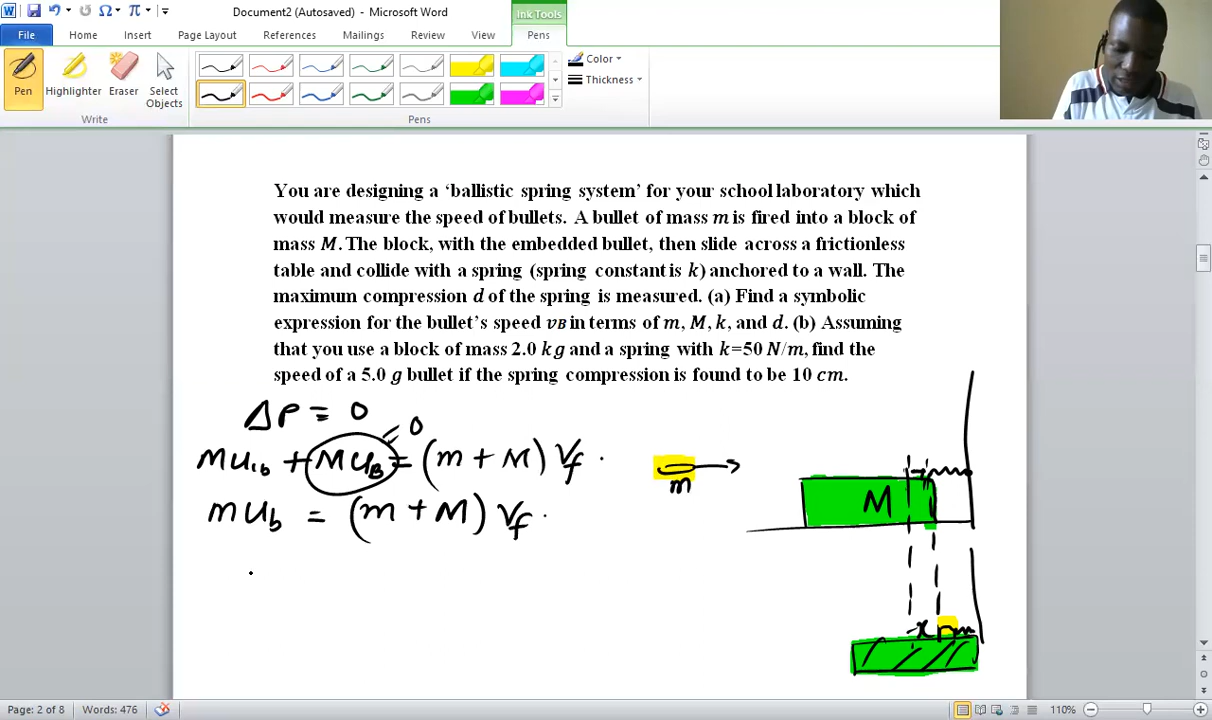 Document2 (Autosaved) - Microsoft Word
Ink Tools
File
Home
Insert
Page Layout
References
Mailings
Review
View
Pens
Pen
Highlighter
Eraser
Select Objects
Color
Thickness
Write
Pens
You are designing a ‘ballistic spring system’ for your school laboratory which
would measure the speed of bullets. A bullet of mass m is fired into a block of
mass M. The block, with the embedded bullet, then slide across a frictionless
table and collide with a spring (spring constant is k) anchored to a wall. The
maximum compression d of the spring is measured. (a) Find a symbolic
expression for the bullet’s speed vB in terms of m, M, k, and d. (b) Assuming
that you use a block of mass 2.0 kg and a spring with k=50 N/m, find the
speed of a 5.0 g bullet if the spring compression is found to be 10 cm.
ΔP = 0
0
mu₁b + MuB = (m + M) Vf .
m
M
mub = (m + M) Vf .
x
Page: 2 of 8
Words: 476
110%